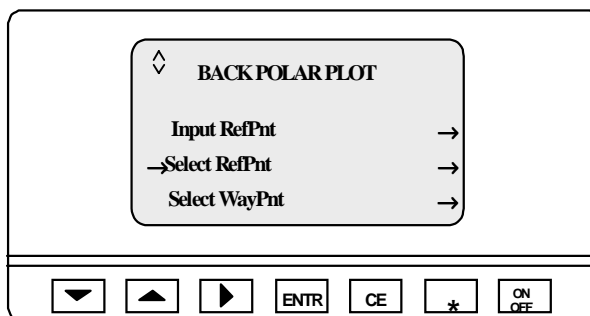 BACK POLAR PLOT
Input RefPnt →
→Select RefPnt →
Select WayPnt →
ENTR CE * ON OFF